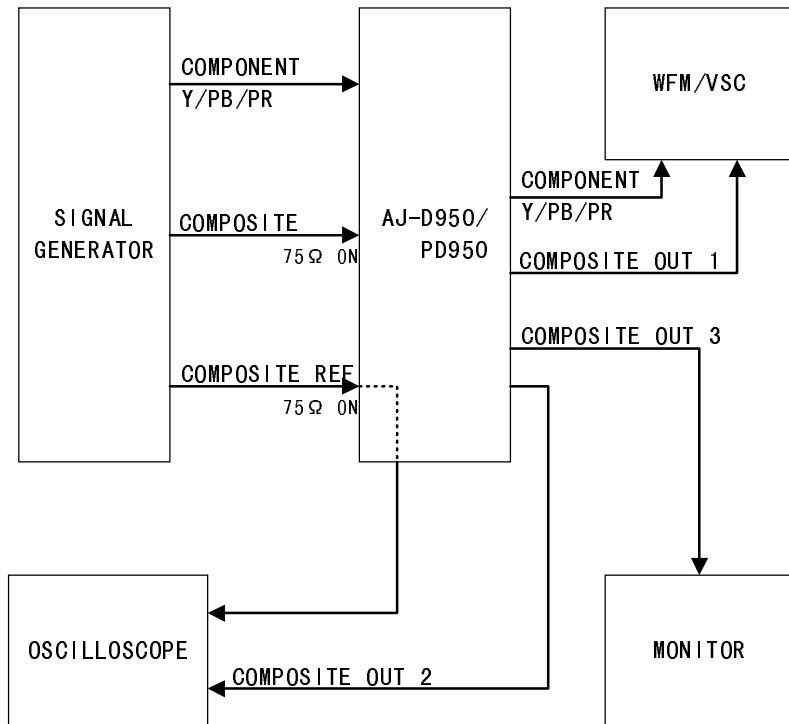 COMPONENT
Y/PB/PR
WFM/VSC
COMPONENT
Y/PB/PR
SIGNAL
GENERATOR
COMPOSITE
75Ω ON
AJ-D950/
PD950
COMPOSITE OUT 1
COMPOSITE OUT 3
COMPOSITE REF
75Ω ON
OSCILLOSCOPE
COMPOSITE OUT 2
MONITOR